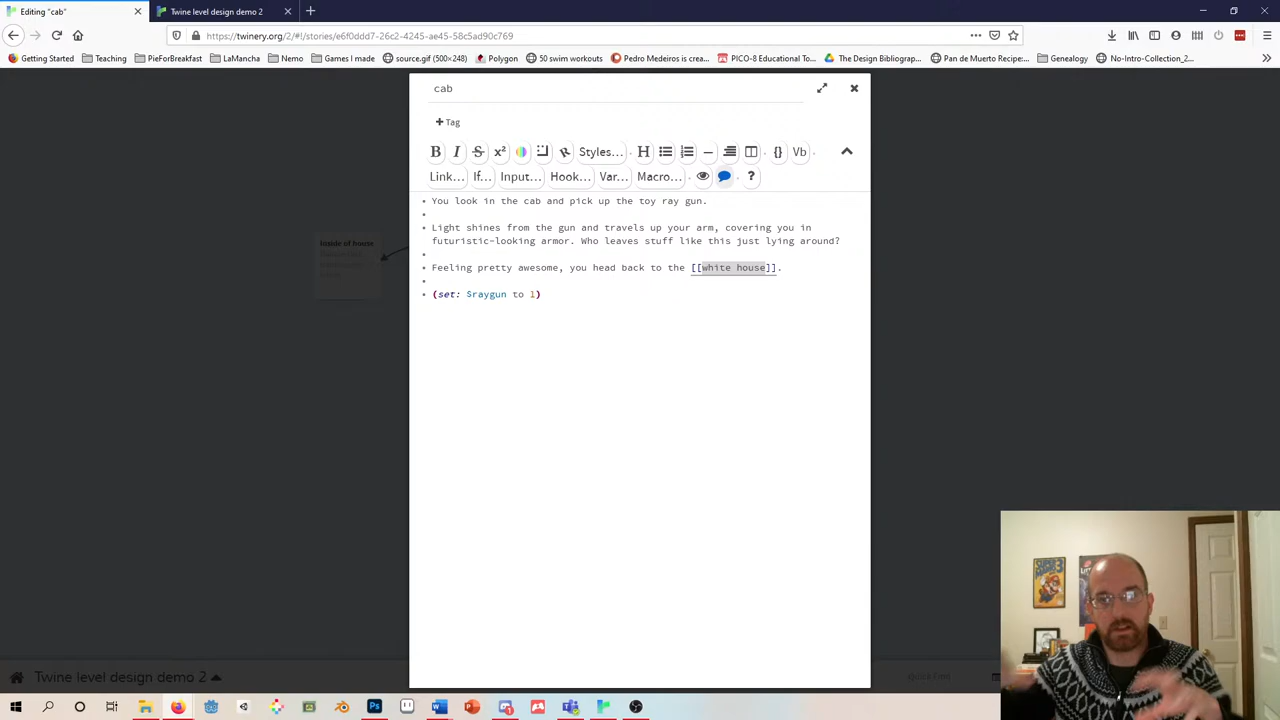 Editing "cab"
Twine level design demo 2
https://twinery.org/2/#!/stories/e6f0ddd7-26c2-4245-ae45-58c5ad90c769
Getting Started
Teaching
PieForBreakfast
LaMancha
Nemo
Games I made
source.gif (500×248)
Polygon
50 swim workouts
Pedro Medeiros is crea...
PICO-8 Educational To...
The Design Bibliograp...
Pan de Muerto Recipe:...
Genealogy
No-Intro-Collection_2...
cab
+ Tag
B I S x² Styles... H {} Vb
Link... If... Input... Hook... Var... Macro... ?
You look in the cab and pick up the toy ray gun.
Light shines from the gun and travels up your arm, covering you in
futuristic-looking armor. Who leaves stuff like this just lying around?
Feeling pretty awesome, you head back to the [[white house]].
(set: $raygun to 1)
Inside of house
Twine level design demo 2
Quick Find